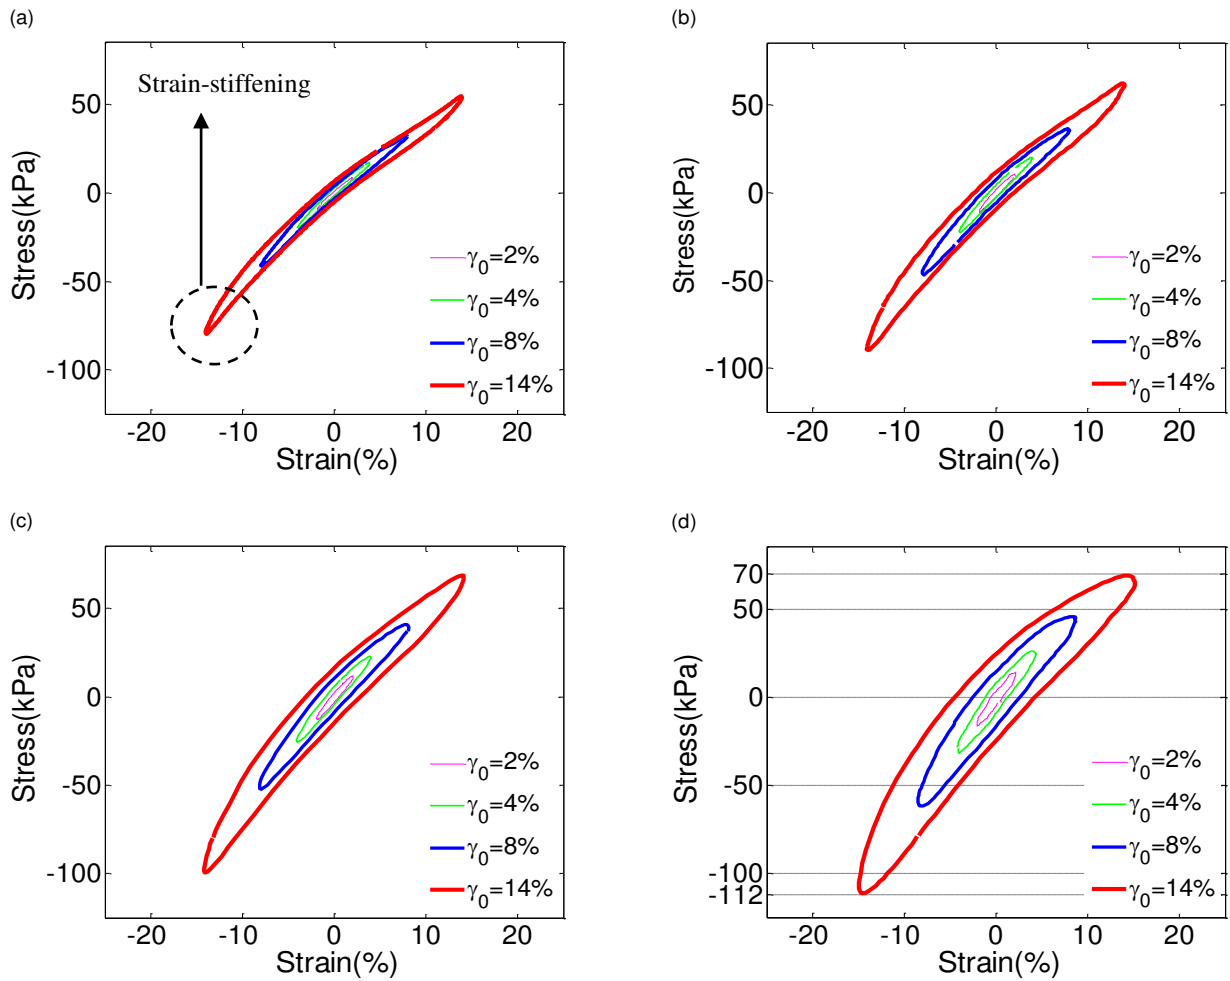 (a)
Stress(kPa)
50
0
-50
-100
Strain-stiffening
γ0=2%
γ0=4%
γ0=8%
γ0=14%
-20 -10 0 10 20
Strain(%)
(b)
Stress(kPa)
50
0
-50
-100
γ0=2%
γ0=4%
γ0=8%
γ0=14%
-20 -10 0 10 20
Strain(%)
(c)
Stress(kPa)
50
0
-50
-100
γ0=2%
γ0=4%
γ0=8%
γ0=14%
-20 -10 0 10 20
Strain(%)
(d)
Stress(kPa)
70
50
0
-50
-100
-112
γ0=2%
γ0=4%
γ0=8%
γ0=14%
-20 -10 0 10 20
Strain(%)